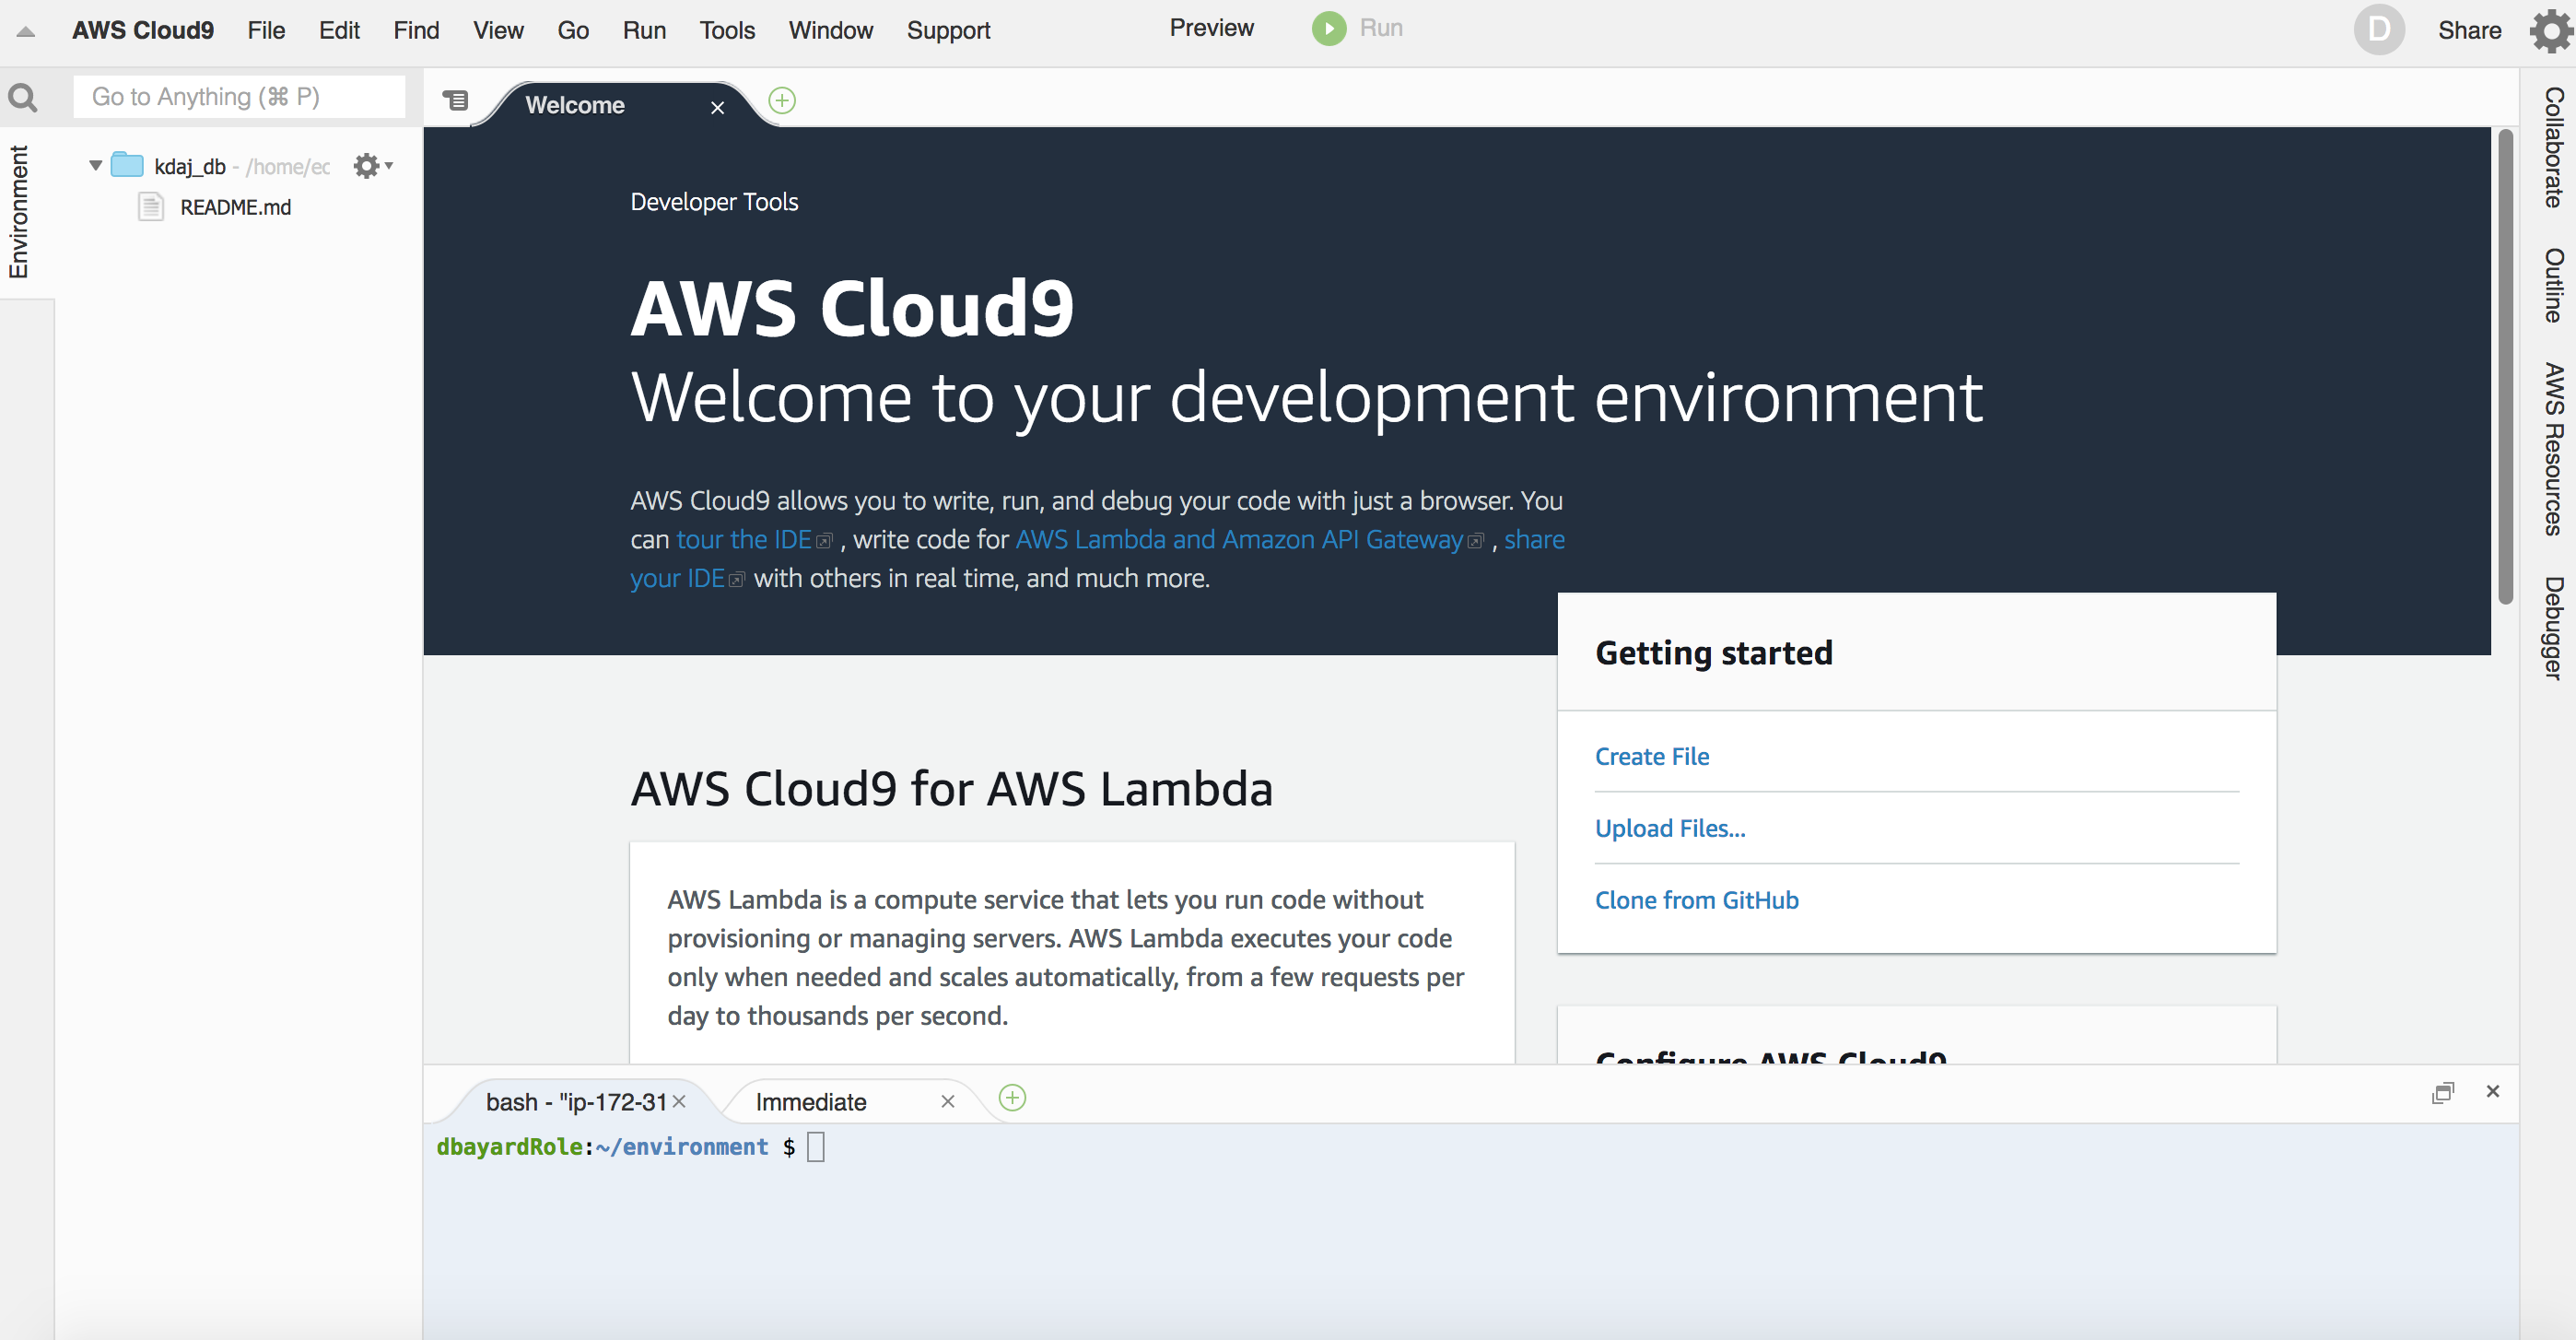 AWS Cloud9 File Edit Find View Go Run Tools Window Support Preview Run D Share
Go to Anything (⌘ P)
Welcome
Environment
kdaj_db - /home/ec
README.md
Developer Tools
AWS Cloud9
Welcome to your development environment
AWS Cloud9 allows you to write, run, and debug your code with just a browser. You
can tour the IDE , write code for AWS Lambda and Amazon API Gateway , share
your IDE with others in real time, and much more.
Getting started
Create File
Upload Files...
Clone from GitHub
AWS Cloud9 for AWS Lambda
AWS Lambda is a compute service that lets you run code without
provisioning or managing servers. AWS Lambda executes your code
only when needed and scales automatically, from a few requests per
day to thousands per second.
Configure AWS Cloud9
Collaborate
Outline
AWS Resources
Debugger
bash - "ip-172-31 Immediate
dbayardRole:~/environment $